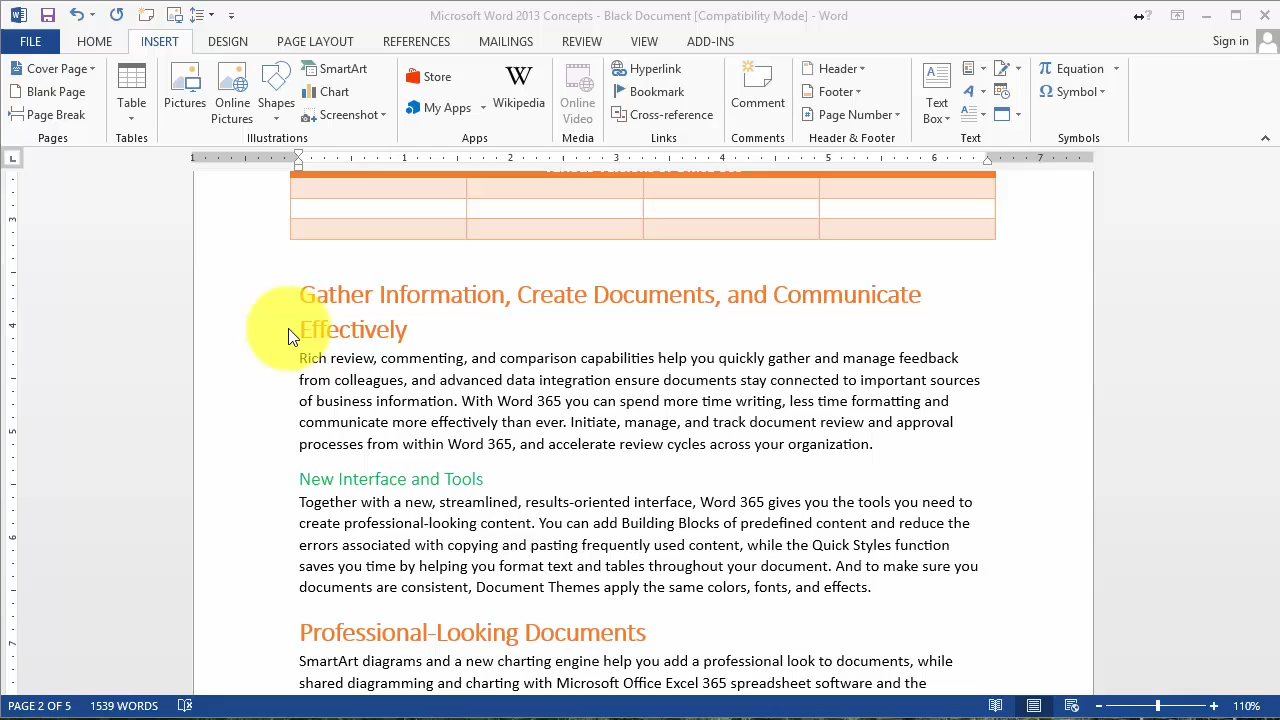 Microsoft Word 2013 Concepts - Black Document [Compatibility Mode] - Word
FILE HOME INSERT DESIGN PAGE LAYOUT REFERENCES MAILINGS REVIEW VIEW ADD-INS Sign in
Cover Page
Blank Page
Page Break
Pages
Table
Tables
Pictures
Online Pictures
Shapes
SmartArt
Chart
Screenshot
Illustrations
Store
My Apps
Wikipedia
Apps
Online Video
Media
Hyperlink
Bookmark
Cross-reference
Links
Comment
Comments
Header
Footer
Page Number
Header & Footer
Text Box
Text
Equation
Symbol
Symbols
1 1 2 3 4 5 6 7
3
4
5
6
7
Gather Information, Create Documents, and Communicate
Effectively
Rich review, commenting, and comparison capabilities help you quickly gather and manage feedback
from colleagues, and advanced data integration ensure documents stay connected to important sources
of business information. With Word 365 you can spend more time writing, less time formatting and
communicate more effectively than ever. Initiate, manage, and track document review and approval
processes from within Word 365, and accelerate review cycles across your organization.
New Interface and Tools
Together with a new, streamlined, results-oriented interface, Word 365 gives you the tools you need to
create professional-looking content. You can add Building Blocks of predefined content and reduce the
errors associated with copying and pasting frequently used content, while the Quick Styles function
saves you time by helping you format text and tables throughout your document. And to make sure you
documents are consistent, Document Themes apply the same colors, fonts, and effects.
Professional-Looking Documents
SmartArt diagrams and a new charting engine help you add a professional look to documents, while
shared diagramming and charting with Microsoft Office Excel 365 spreadsheet software and the
PAGE 2 OF 5 1539 WORDS 110%